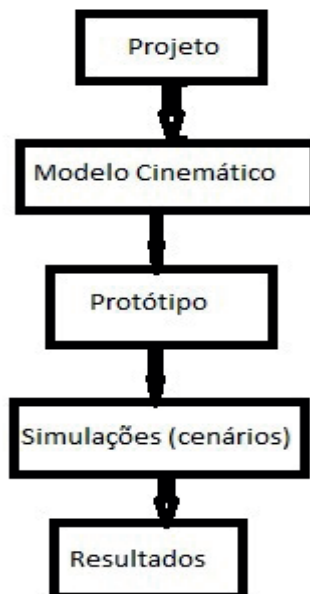 Projeto
Modelo Cinemático
Protótipo
Simulações (cenários)
Resultados